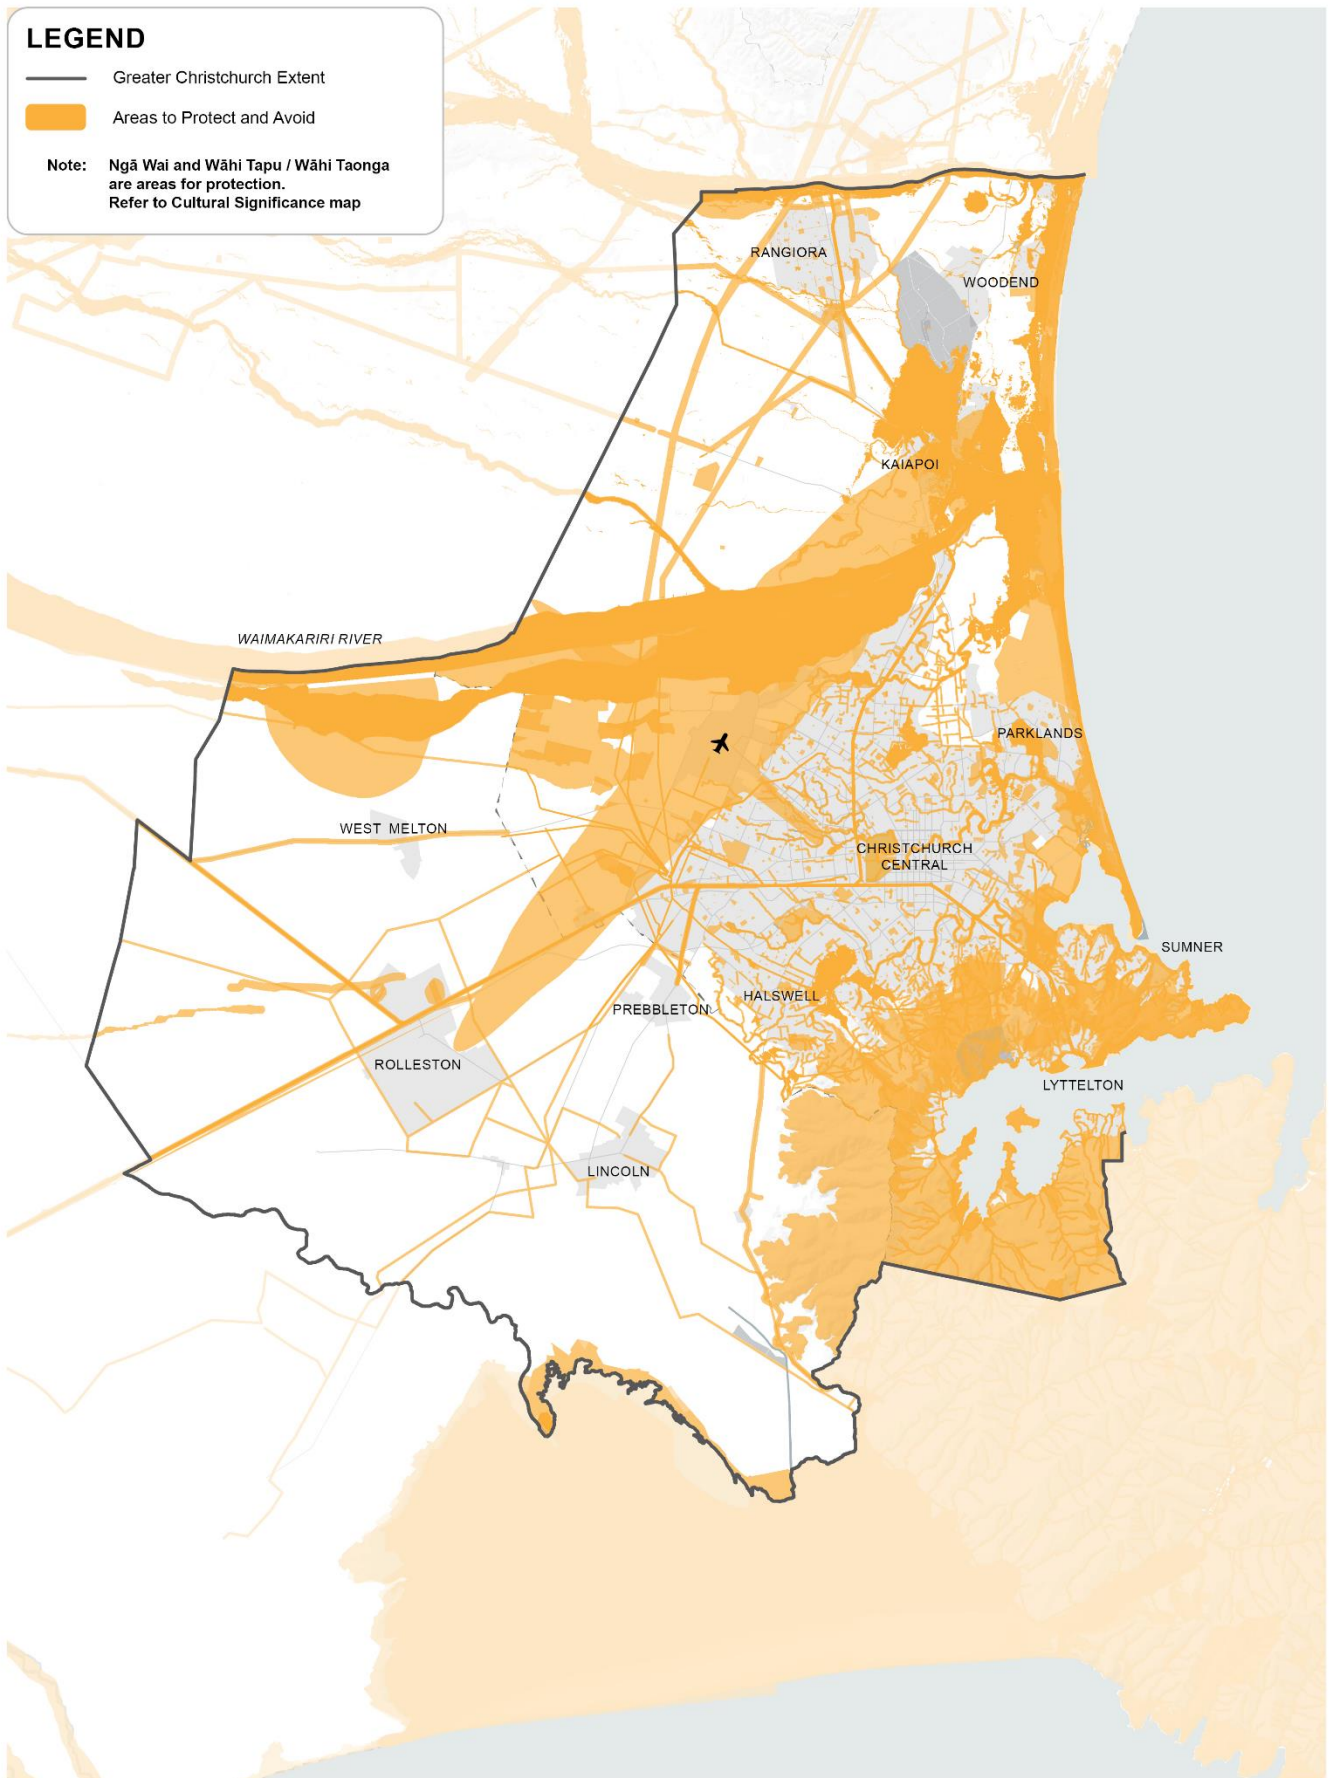 LEGEND
Greater Christchurch Extent
Areas to Protect and Avoid
Note: Ngā Wai and Wāhi Tapu / Wāhi Taonga
are areas for protection.
Refer to Cultural Significance map
RANGIORA
WOODEND
KAIAPOI
WAIMAKARIRI RIVER
PARKLANDS
WEST MELTON
CHRISTCHURCH
CENTRAL
SUMNER
HALSWELL
PREBBLETON
ROLLESTON
LYTTELTON
LINCOLN